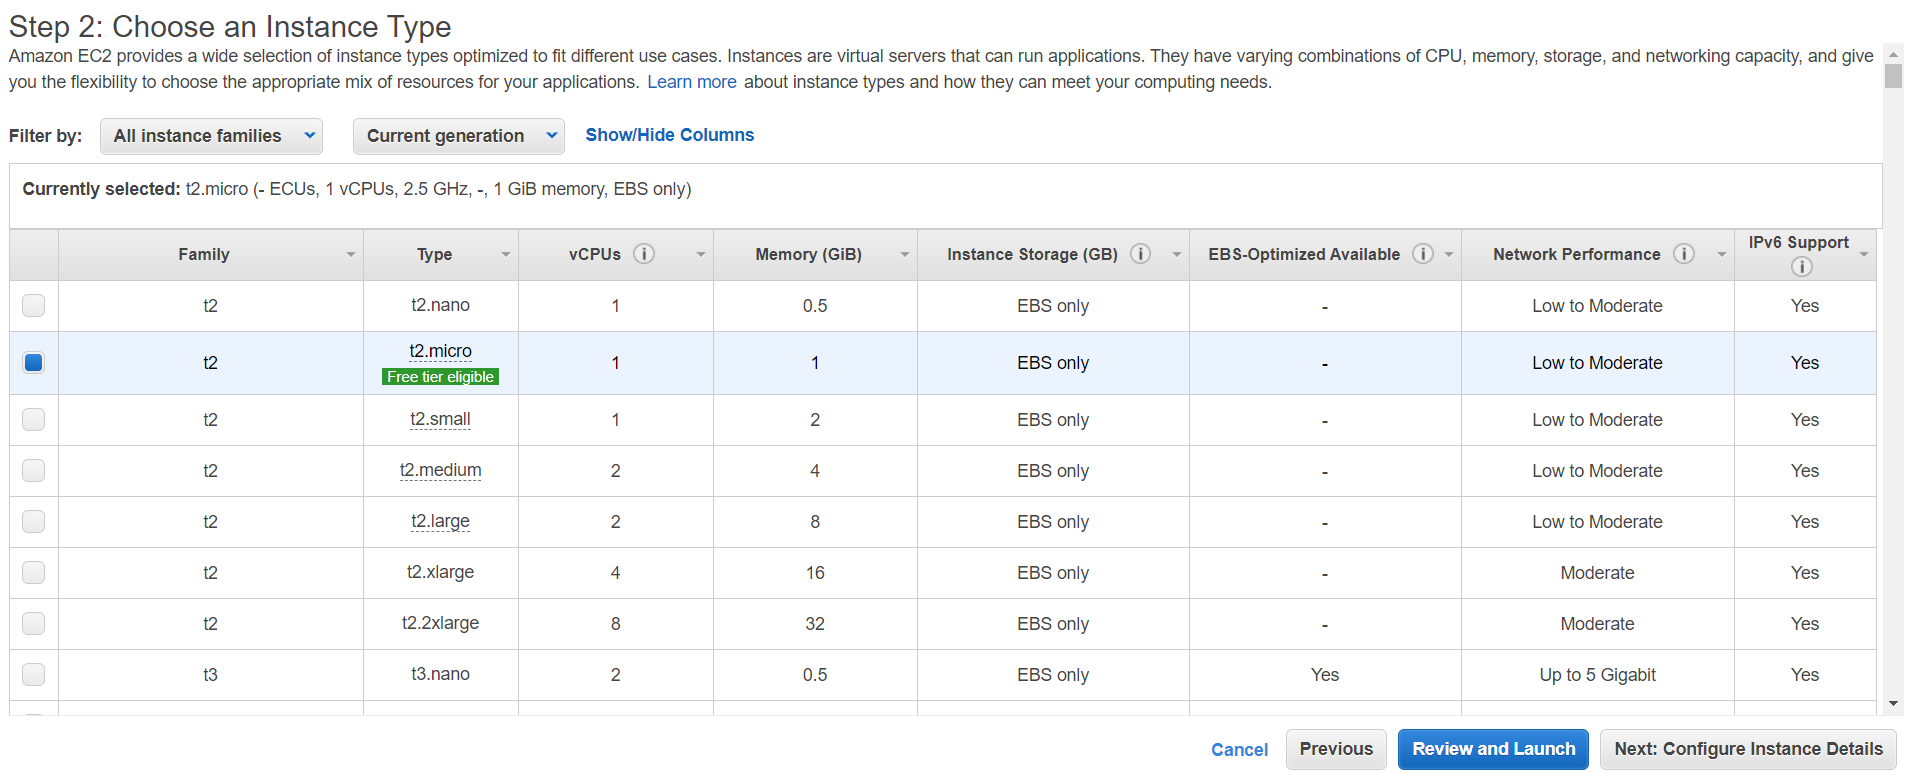 Step 2: Choose an Instance Type
Amazon EC2 provides a wide selection of instance types optimized to fit different use cases. Instances are virtual servers that can run applications. They have varying combinations of CPU, memory, storage, and networking capacity, and give
you the flexibility to choose the appropriate mix of resources for your applications. Learn more about instance types and how they can meet your computing needs.
Filter by: All instance families Current generation Show/Hide Columns
Currently selected: t2.micro (- ECUs, 1 vCPUs, 2.5 GHz, -, 1 GiB memory, EBS only)
Family Type vCPUs i Memory (GiB) Instance Storage (GB) i EBS-Optimized Available i Network Performance i IPv6 Support i
t2 t2.nano 1 0.5 EBS only - Low to Moderate Yes
t2 t2.micro 1 1 EBS only - Low to Moderate Yes
Free tier eligible
t2 t2.small 1 2 EBS only - Low to Moderate Yes
t2 t2.medium 2 4 EBS only - Low to Moderate Yes
t2 t2.large 2 8 EBS only - Low to Moderate Yes
t2 t2.xlarge 4 16 EBS only - Moderate Yes
t2 t2.2xlarge 8 32 EBS only - Moderate Yes
t3 t3.nano 2 0.5 EBS only Yes Up to 5 Gigabit Yes
Cancel Previous Review and Launch Next: Configure Instance Details